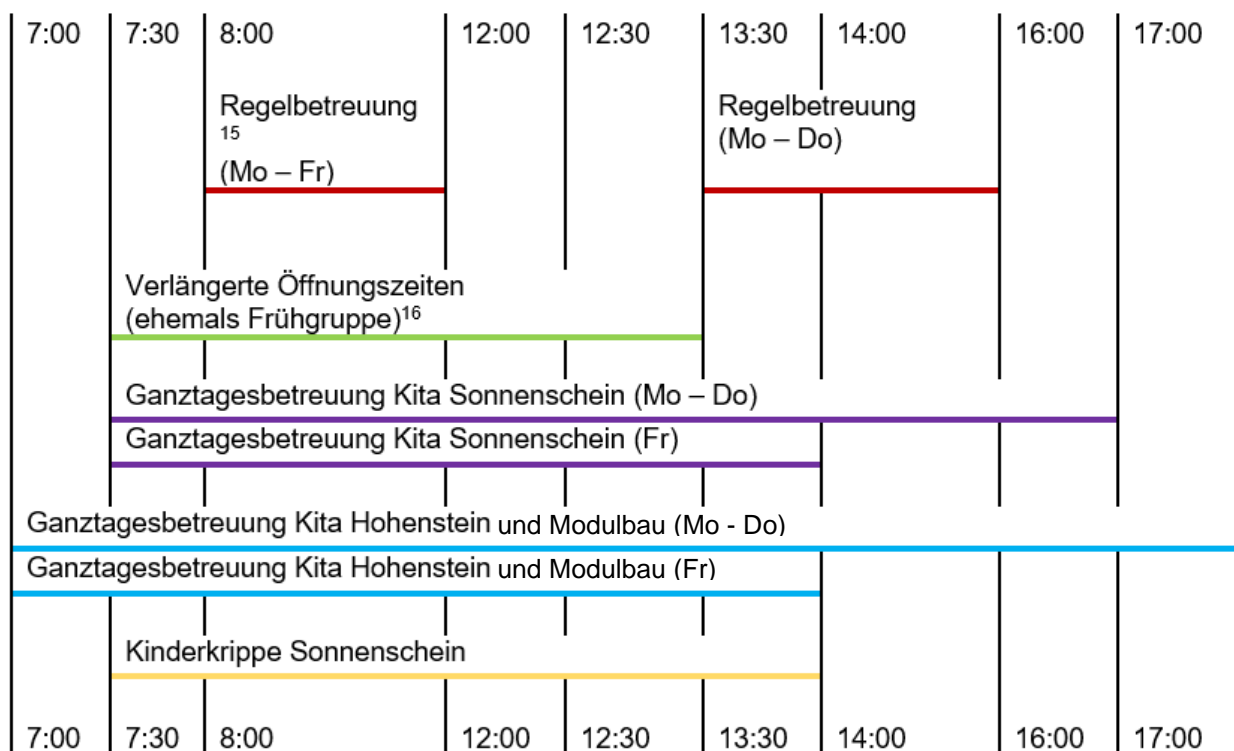 7:00 7:30 8:00 12:00 12:30 13:30 14:00 16:00 17:00
Regelbetreuung
15
(Mo – Fr)
Regelbetreuung
(Mo – Do)
Verlängerte Öffnungszeiten
(ehemals Frühgruppe)16
Ganztagesbetreuung Kita Sonnenschein (Mo – Do)
Ganztagesbetreuung Kita Sonnenschein (Fr)
Ganztagesbetreuung Kita Hohenstein und Modulbau (Mo - Do)
Ganztagesbetreuung Kita Hohenstein und Modulbau (Fr)
Kinderkrippe Sonnenschein
7:00 7:30 8:00 12:00 12:30 13:30 14:00 16:00 17:00